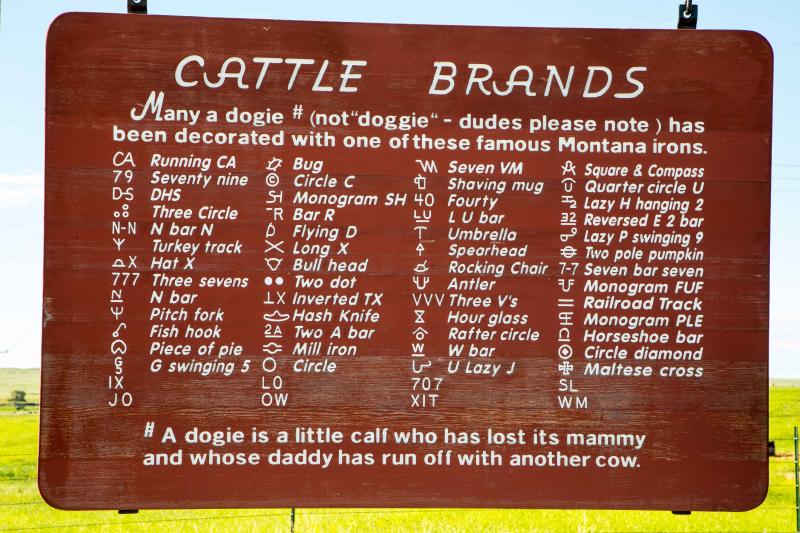 CATTLE BRANDS
Many a dogie # (not "doggie" - dudes please note) has
been decorated with one of these famous Montana irons.
CA Running CA
79 Seventy nine
D-S DHS
Three Circle
N-N N bar N
Turkey track
X Hat X
777 Three sevens
N N bar
Pitch fork
Fish hook
Piece of pie
G swinging 5
IX
JO
Bug
© Circle C
SH Monogram SH
-R Bar R
Flying D
Long X
Bull head
Two dot
Inverted TX
Hash Knife
2A Two A bar
Mill iron
Circle
LO
OW
Seven VM
Shaving mug
40 Fourty
LU L U bar
Umbrella
Spearhead
Rocking Chair
Antler
VVV Three V's
Hour glass
Rafter circle
W W bar
U Lazy J
707
XIT
Square & Compass
Quarter circle U
Lazy H hanging 2
Reversed E 2 bar
Lazy P swinging 9
Two pole pumpkin
7-7 Seven bar seven
Monogram FUF
Railroad Track
Monogram PLE
Horseshoe bar
Circle diamond
Maltese cross
SL
WM
# A dogie is a little calf who has lost its mammy
and whose daddy has run off with another cow.